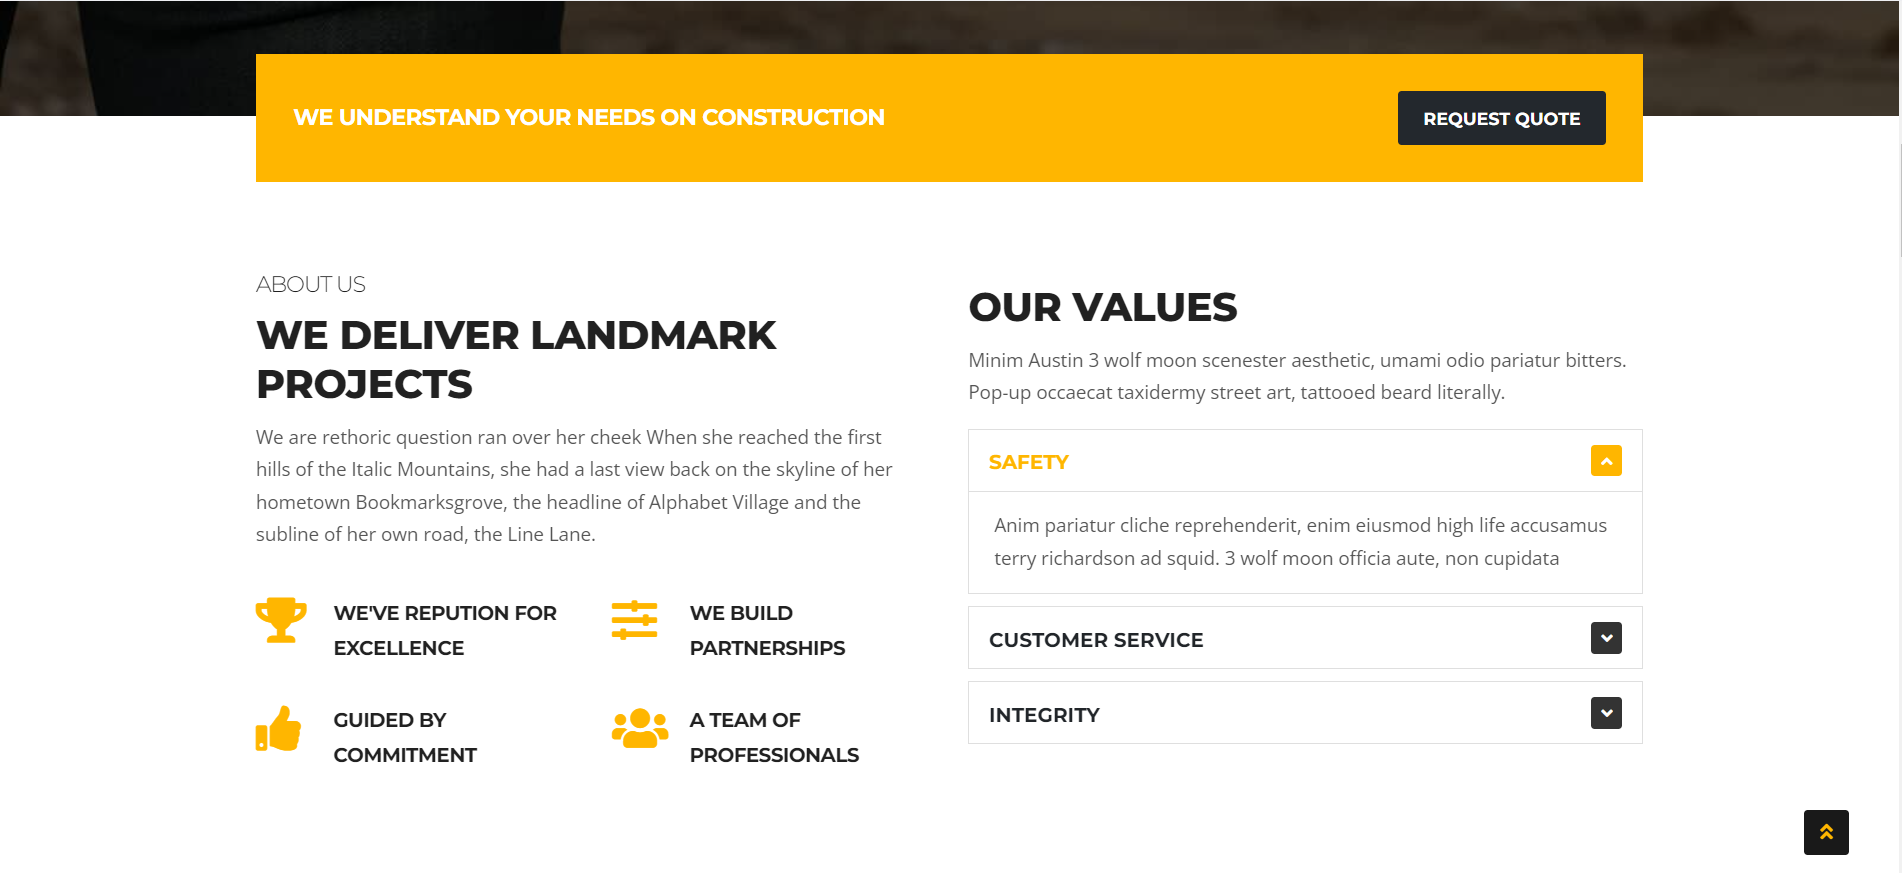 WE UNDERSTAND YOUR NEEDS ON CONSTRUCTION
REQUEST QUOTE
ABOUT US
WE DELIVER LANDMARK
PROJECTS
We are rethoric question ran over her cheek When she reached the first
hills of the Italic Mountains, she had a last view back on the skyline of her
hometown Bookmarksgrove, the headline of Alphabet Village and the
subline of her own road, the Line Lane.
WE'VE REPUTION FOR
EXCELLENCE
WE BUILD
PARTNERSHIPS
GUIDED BY
COMMITMENT
A TEAM OF
PROFESSIONALS
OUR VALUES
Minim Austin 3 wolf moon scenester aesthetic, umami odio pariatur bitters.
Pop-up occaecat taxidermy street art, tattooed beard literally.
SAFETY
Anim pariatur cliche reprehenderit, enim eiusmod high life accusamus
terry richardson ad squid. 3 wolf moon officia aute, non cupidata
CUSTOMER SERVICE
INTEGRITY